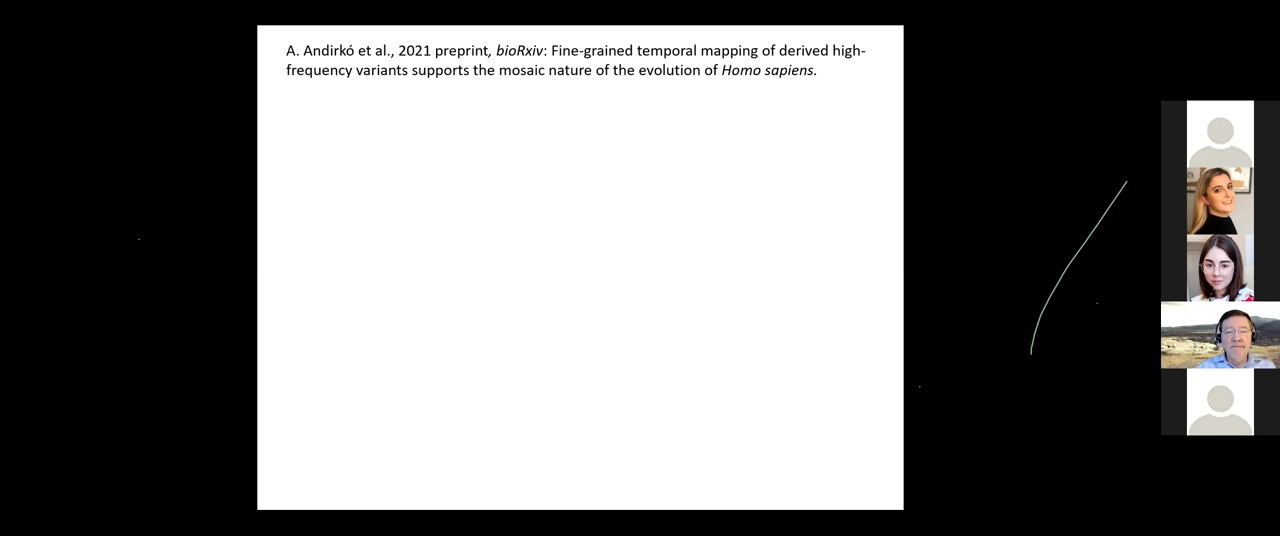 A. Andirkó et al., 2021 preprint, bioRxiv: Fine-grained temporal mapping of derived high-
frequency variants supports the mosaic nature of the evolution of Homo sapiens.